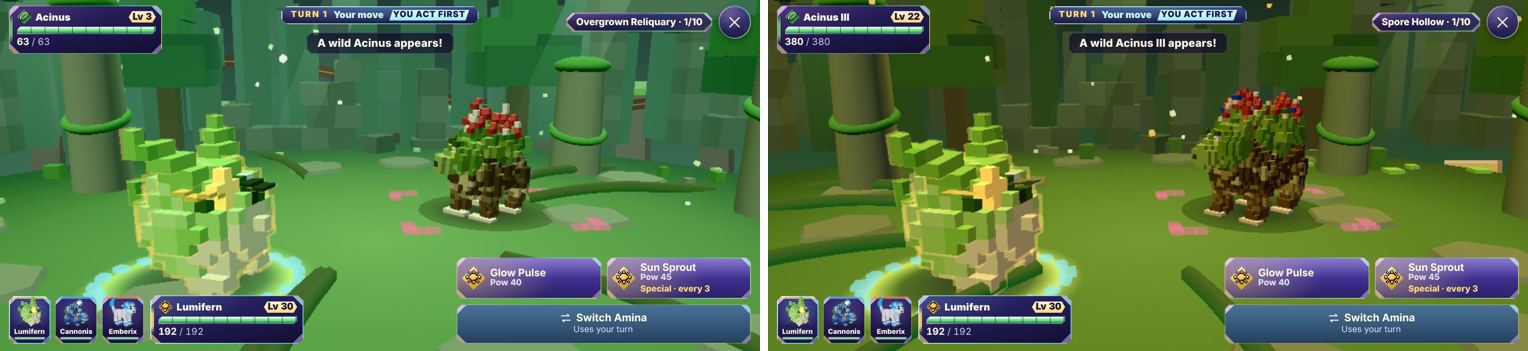 Acinus Lv 3
63 / 63
TURN 1 Your move YOU ACT FIRST
A wild Acinus appears!
Overgrown Reliquary · 1/10
Glow Pulse
Pow 40
Sun Sprout
Pow 45
Special · every 3
Lumifern
Cannonis
Emberix
Lumifern Lv 30
192 / 192
Switch Amina
Uses your turn
Acinus III Lv 22
380 / 380
TURN 1 Your move YOU ACT FIRST
A wild Acinus III appears!
Spore Hollow · 1/10
Glow Pulse
Pow 40
Sun Sprout
Pow 45
Special · every 3
Lumifern
Cannonis
Emberix
Lumifern Lv 30
192 / 192
Switch Amina
Uses your turn